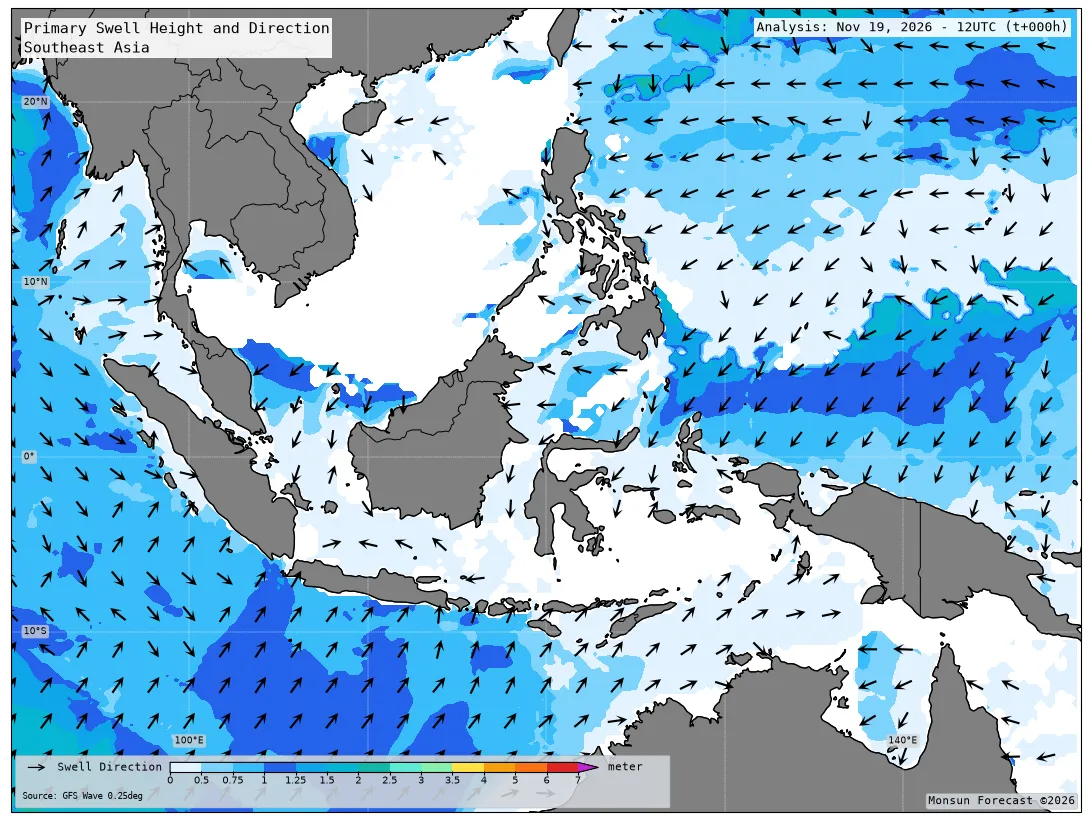 Primary Swell Height and Direction
Southeast Asia
Analysis: Nov 19, 2026 - 12UTC (t+000h)
20°N
10°N
0°
10°S
100°E
140°E
Swell Direction
meter
0 0.5 0.75 1 1.25 1.5 2 2.5 3 3.5 4 5 6 7
Source: GFS Wave 0.25deg
Monsun Forecast ©2026